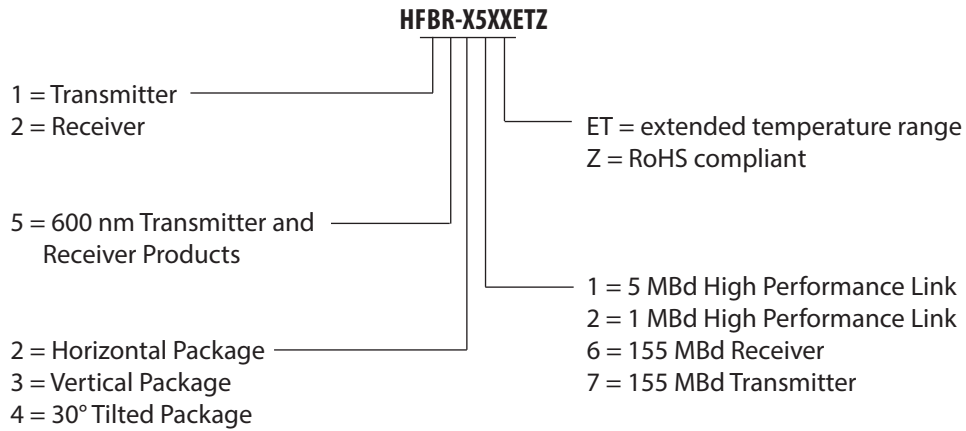 HFBR-X5XXETZ
1 = Transmitter
2 = Receiver
ET = extended temperature range
Z = RoHS compliant
5 = 600 nm Transmitter and
Receiver Products
1 = 5 MBd High Performance Link
2 = 1 MBd High Performance Link
6 = 155 MBd Receiver
7 = 155 MBd Transmitter
2 = Horizontal Package
3 = Vertical Package
4 = 30° Tilted Package